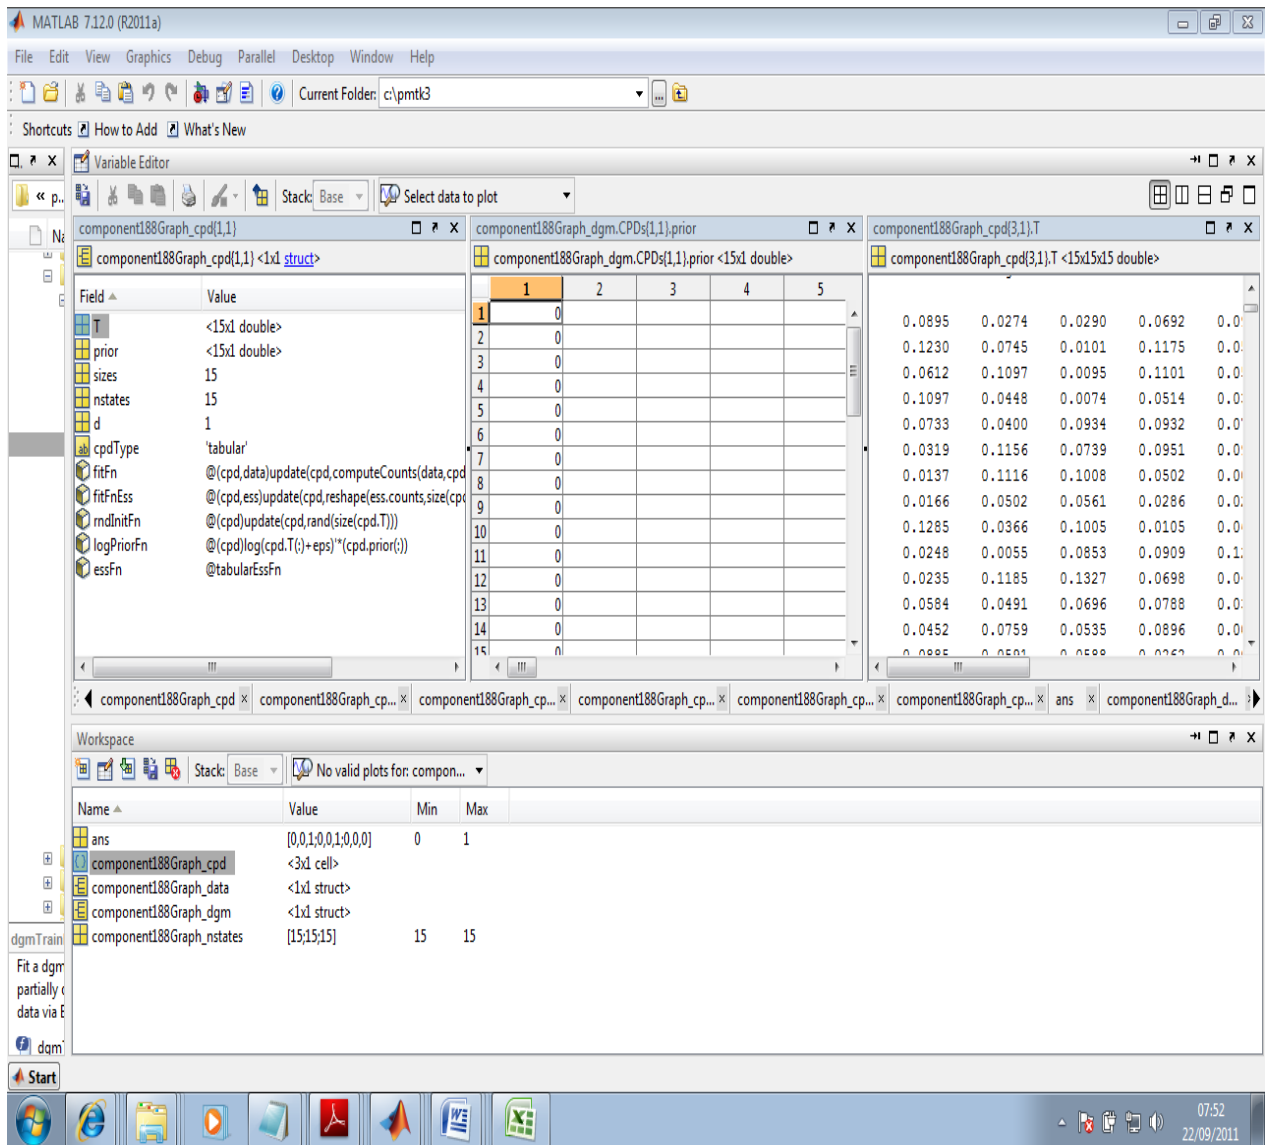 MATLAB 7.12.0 (R2011a)
File Edit View Graphics Debug Parallel Desktop Window Help
Current Folder: c:\pmtk3
Shortcuts How to Add What's New
Variable Editor
« p..
Stack: Base Select data to plot
component188Graph_cpd{1,1}
component188Graph_cpd{1,1} <1x1 struct>
Field Value
T <15x1 double>
prior <15x1 double>
sizes 15
nstates 15
d 1
cpdType 'tabular'
fitFn @(cpd,data)update(cpd,computeCounts(data,cpd
fitFnEss @(cpd,ess)update(cpd,reshape(ess.counts,size(cpd
rndInitFn @(cpd)update(cpd,rand(size(cpd.T)))
logPriorFn @(cpd)log(cpd.T(:)+eps)'*(cpd.prior(:))
essFn @tabularEssFn
component188Graph_dgm.CPDs{1,1}.prior
component188Graph_dgm.CPDs{1,1}.prior <15x1 double>
1 2 3 4 5
1 0
2 0
3 0
4 0
5 0
6 0
7 0
8 0
9 0
10 0
11 0
12 0
13 0
14 0
15 0
component188Graph_cpd{3,1}.T
component188Graph_cpd{3,1}.T <15x15x15 double>
0.0895 0.0274 0.0290 0.0692
0.1230 0.0745 0.0101 0.1175
0.0612 0.1097 0.0095 0.1101
0.1097 0.0448 0.0074 0.0514
0.0733 0.0400 0.0934 0.0932
0.0319 0.1156 0.0739 0.0951
0.0137 0.1116 0.1008 0.0502
0.0166 0.0502 0.0561 0.0286
0.1285 0.0366 0.1005 0.0105
0.0248 0.0055 0.0853 0.0909
0.0235 0.1185 0.1327 0.0698
0.0584 0.0491 0.0696 0.0788
0.0452 0.0759 0.0535 0.0896
component188Graph_cpd component188Graph_cp... component188Graph_cp... component188Graph_cp... component188Graph_cp... component188Graph_cp... ans component188Graph_d...
Workspace
Stack: Base No valid plots for: compon...
Name Value Min Max
ans [0,0,1;0,0,1;0,0,0] 0 1
component188Graph_cpd <3x1 cell>
component188Graph_data <1x1 struct>
component188Graph_dgm <1x1 struct>
component188Graph_nstates [15;15;15] 15 15
dgmTrain
Fit a dgm
partially
data via E
dgm
Start
07:52
22/09/2011